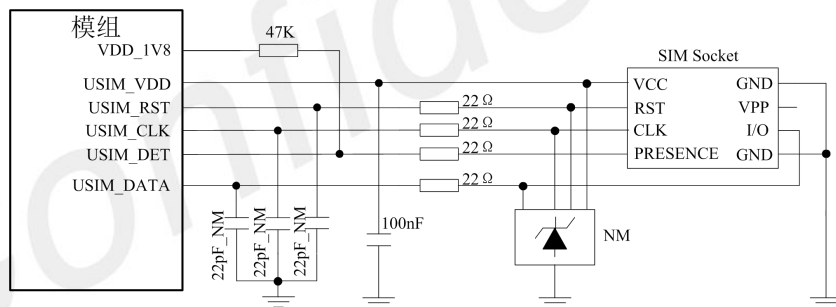 模组
47K
VDD_1V8
SIM Socket
USIM_VDD
VCC
GND
USIM_RST
22 Ω
RST
VPP
USIM_CLK
22 Ω
CLK
I/O
USIM_DET
22 Ω
PRESENCE
GND
USIM_DATA
22 Ω
22pF_NM
22pF_NM
22pF_NM
100nF
NM
confide